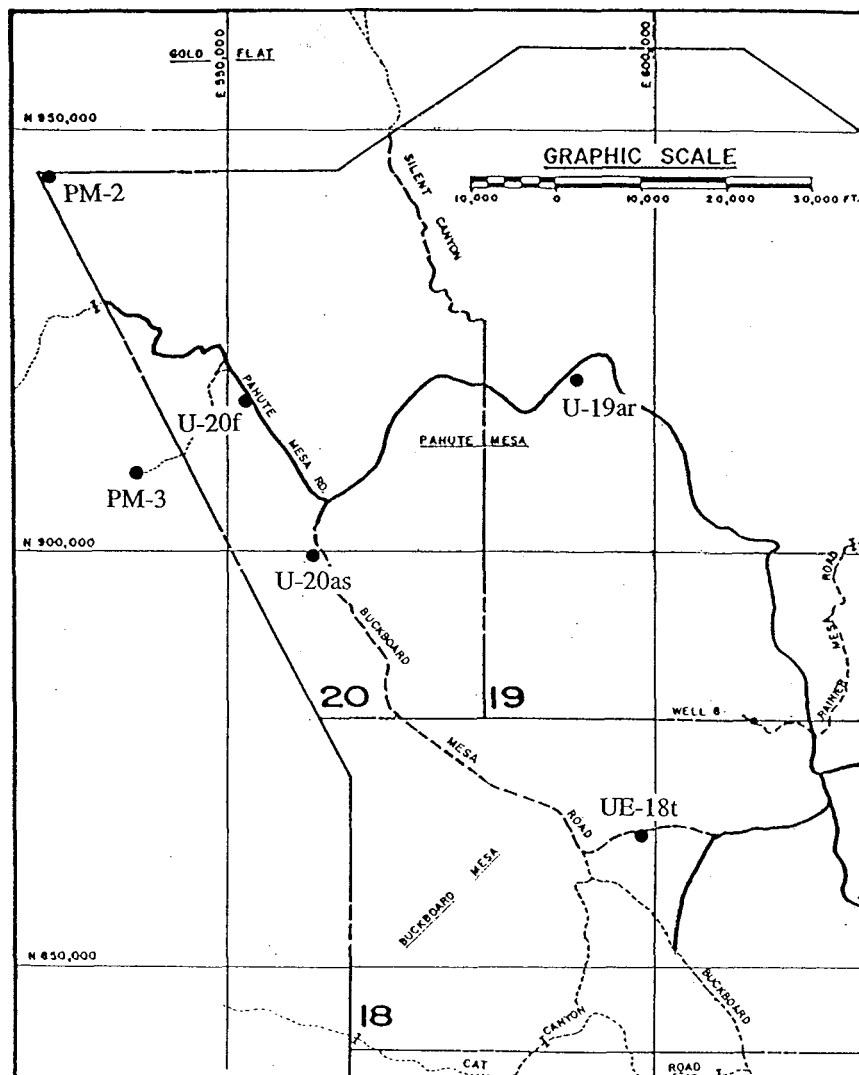 GOLD FLAT
E 550,000
E 600,000
N 950,000
GRAPHIC SCALE
10,000 0 10,000 20,000 30,000 FT.
PM-2
SILENT CANYON
U-20f
PAHUTE MESA RD.
U-19ar
PAHUTE MESA
PM-3
N 900,000
U-20as
BUCKBOARD MESA ROAD
RAINIER MESA ROAD
20
19
WELL 8
UE-18t
BUCKBOARD MESA
N 850,000
BUCKBOARD
18
CAT CANYON ROAD